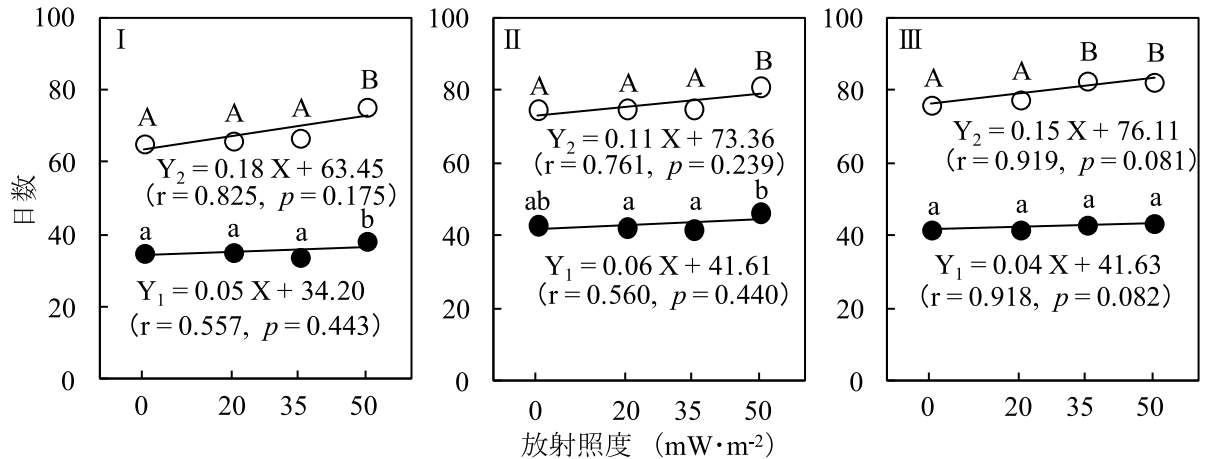 日数
100
80
60
40
20
0
Ⅰ
A A A B
Y₂ = 0.18 X + 63.45
(r = 0.825, p = 0.175)
a a a b
Y₁ = 0.05 X + 34.20
(r = 0.557, p = 0.443)
0 20 35 50
100
80
60
40
20
0
Ⅱ
A A A B
Y₂ = 0.11 X + 73.36
(r = 0.761, p = 0.239)
ab a a b
Y₁ = 0.06 X + 41.61
(r = 0.560, p = 0.440)
0 20 35 50
100
80
60
40
20
0
Ⅲ
A A B B
Y₂ = 0.15 X + 76.11
(r = 0.919, p = 0.081)
a a a a
Y₁ = 0.04 X + 41.63
(r = 0.918, p = 0.082)
0 20 35 50
放射照度 (mW･m⁻²)